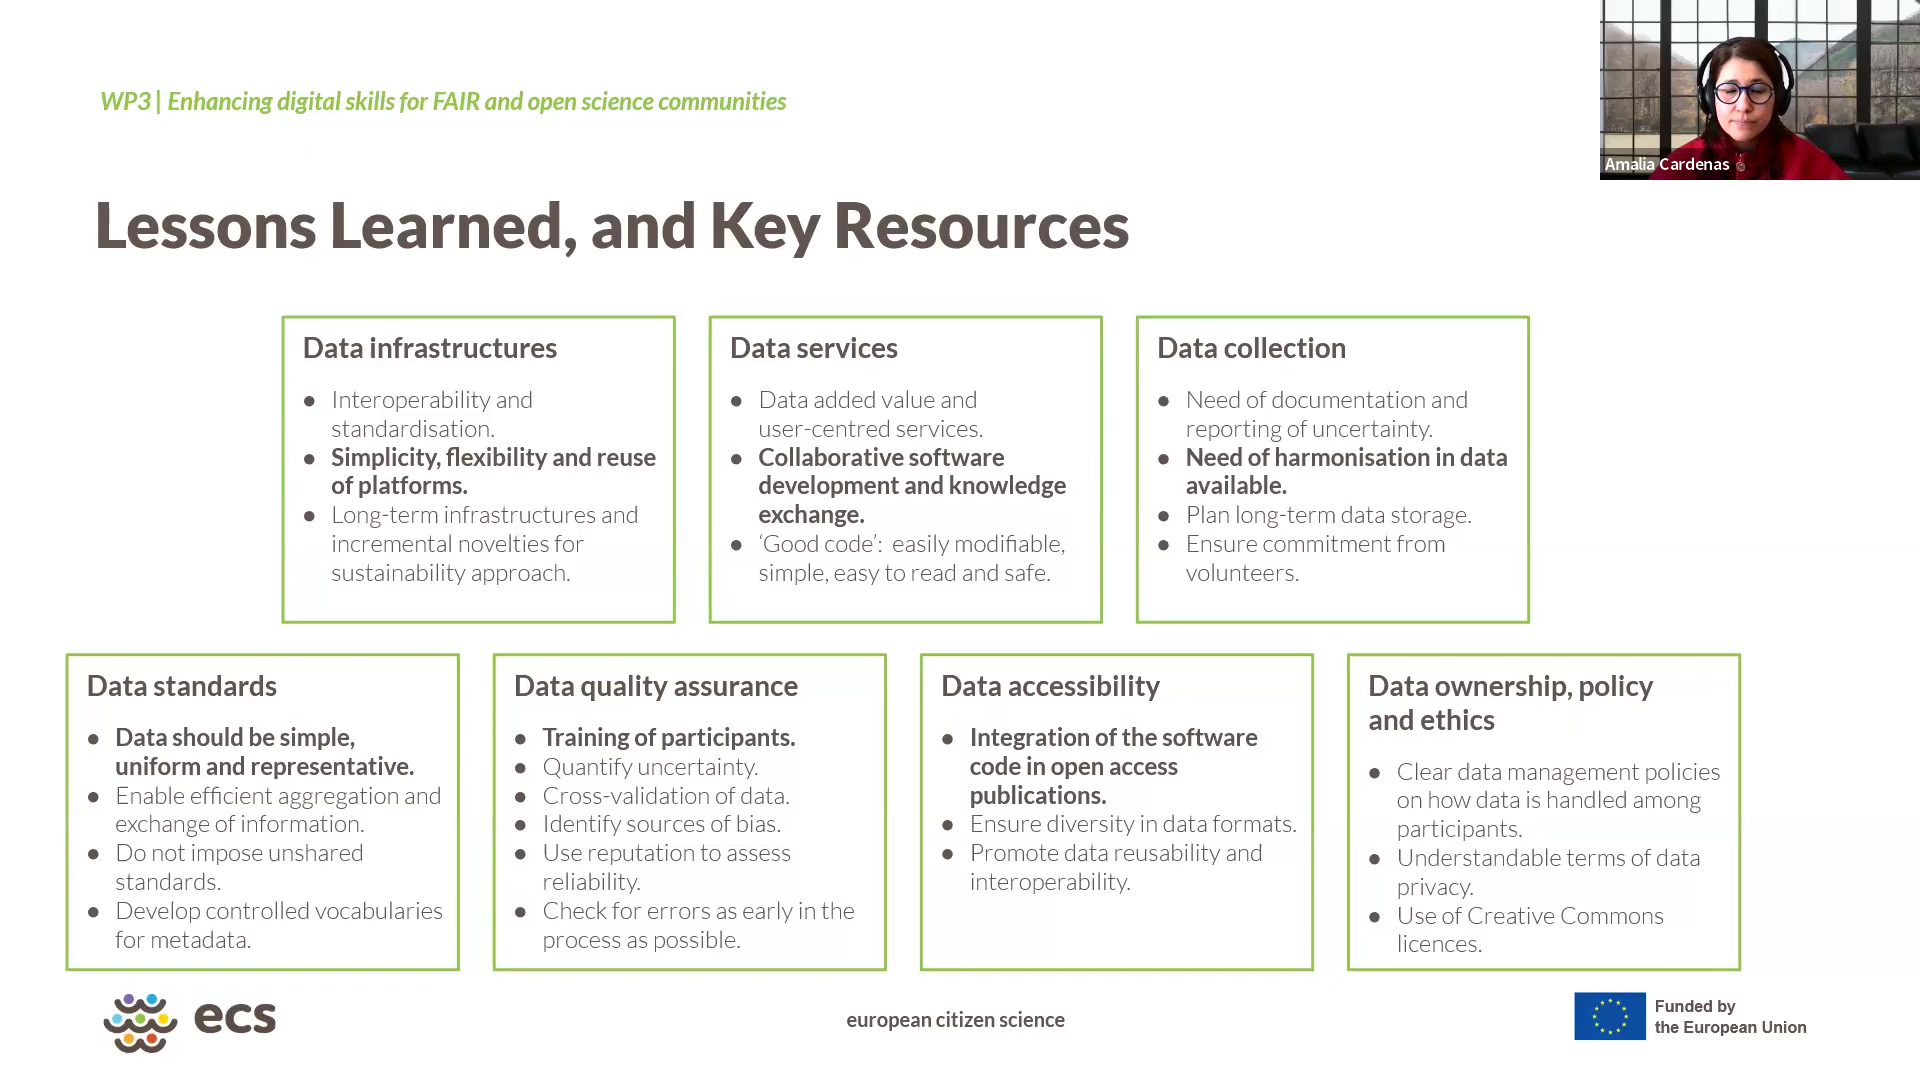 WP3 | Enhancing digital skills for FAIR and open science communities
Amalia Cardenas
Lessons Learned, and Key Resources
Data infrastructures
● Interoperability and
standardisation.
● Simplicity, flexibility and reuse
of platforms.
● Long-term infrastructures and
incremental novelties for
sustainability approach.
Data services
● Data added value and
user-centred services.
● Collaborative software
development and knowledge
exchange.
● ‘Good code’: easily modifiable,
simple, easy to read and safe.
Data collection
● Need of documentation and
reporting of uncertainty.
● Need of harmonisation in data
available.
● Plan long-term data storage.
● Ensure commitment from
volunteers.
Data standards
● Data should be simple,
uniform and representative.
● Enable efficient aggregation and
exchange of information.
● Do not impose unshared
standards.
● Develop controlled vocabularies
for metadata.
Data quality assurance
● Training of participants.
● Quantify uncertainty.
● Cross-validation of data.
● Identify sources of bias.
● Use reputation to assess
reliability.
● Check for errors as early in the
process as possible.
Data accessibility
● Integration of the software
code in open access
publications.
● Ensure diversity in data formats.
● Promote data reusability and
interoperability.
Data ownership, policy
and ethics
● Clear data management policies
on how data is handled among
participants.
● Understandable terms of data
privacy.
● Use of Creative Commons
licences.
ecs
european citizen science
Funded by
the European Union